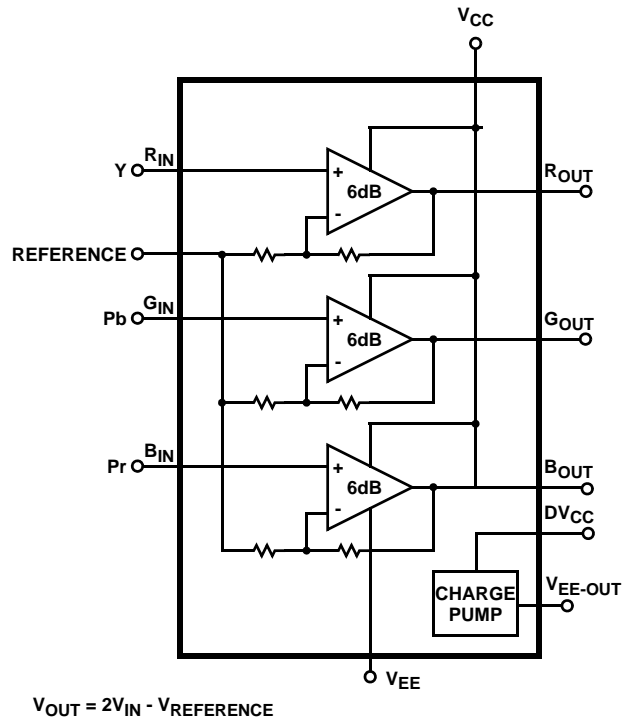 VCC
RIN
Y
+
6dB
-
ROUT
REFERENCE
GIN
Pb
+
6dB
-
GOUT
BIN
Pr
+
6dB
-
BOUT
DVCC
CHARGE
PUMP
VEE-OUT
VEE
VOUT = 2VIN - VREFERENCE